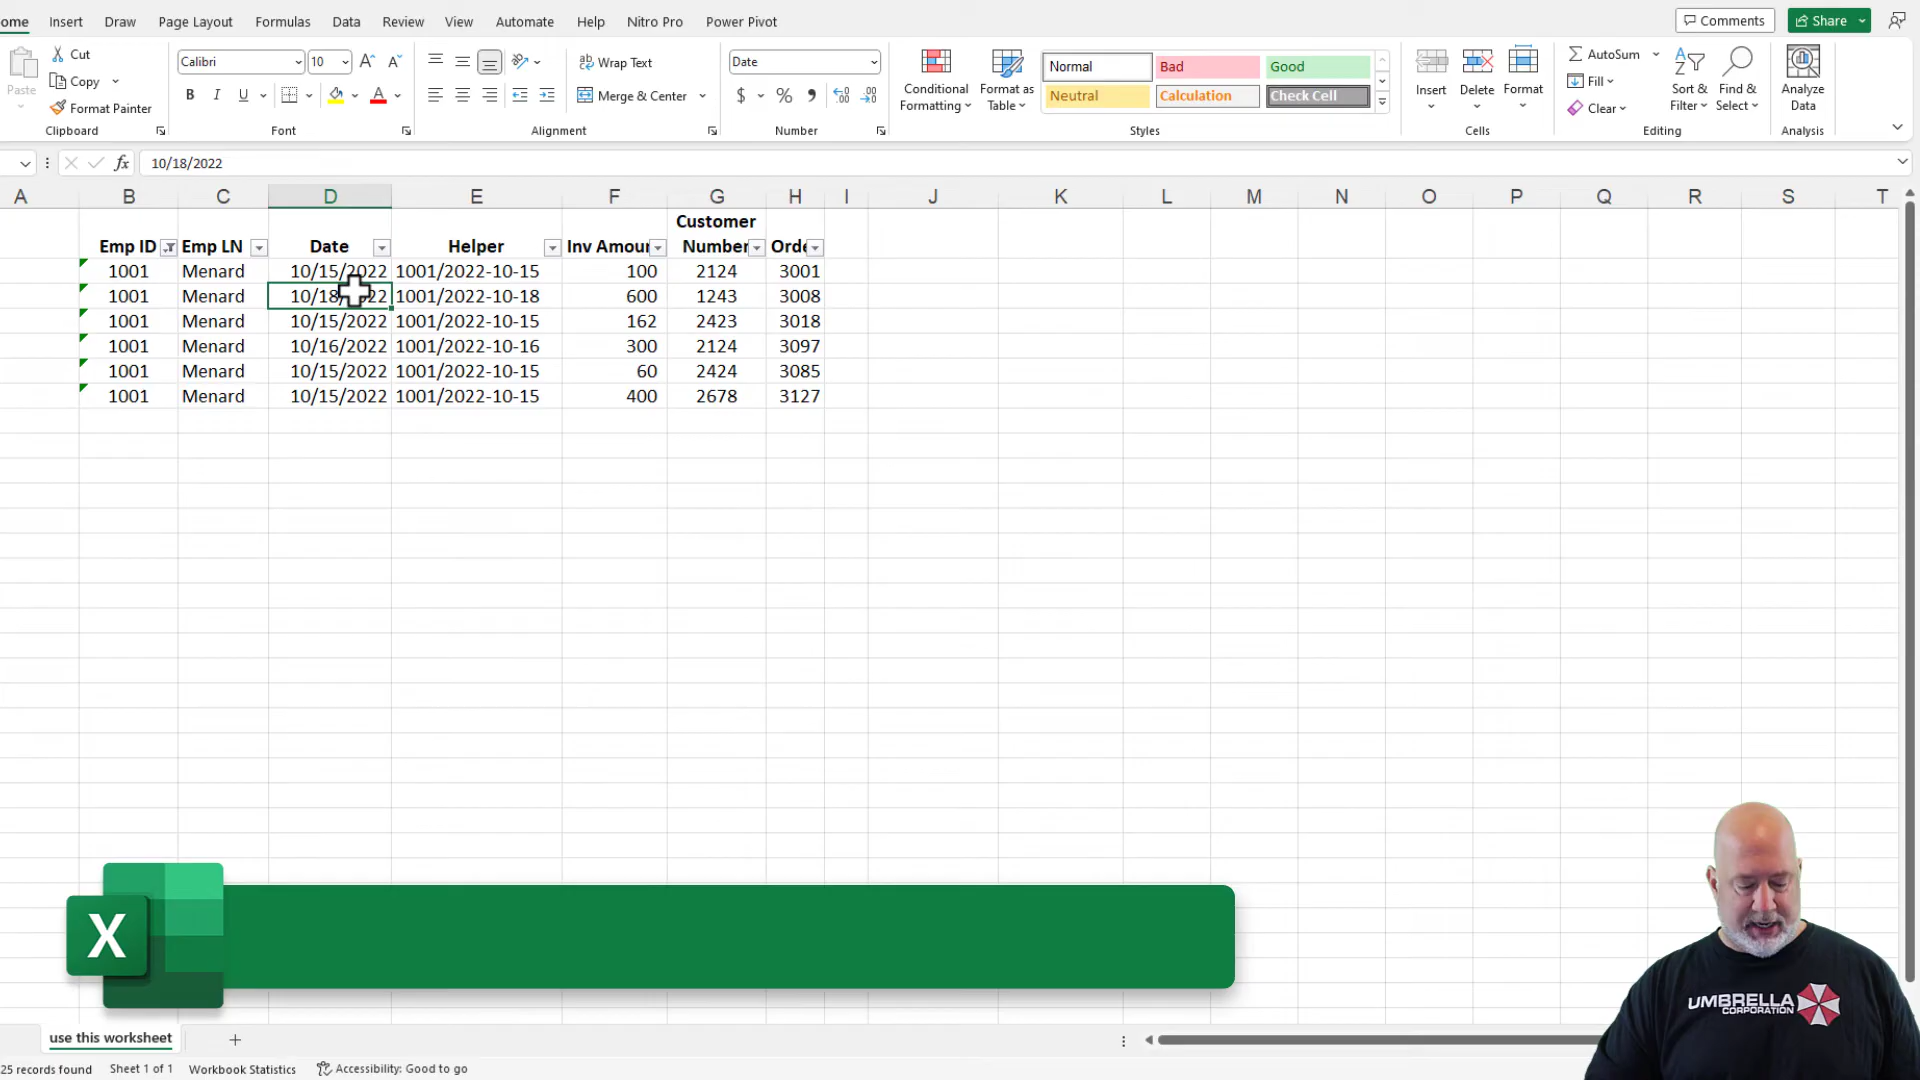 ome Insert Draw Page Layout Formulas Data Review View Automate Help Nitro Pro Power Pivot Comments Share
Paste
Cut
Copy
Format Painter
Clipboard
Calibri 10
B I U
Font
Wrap Text
Merge & Center
Alignment
Date
$ % ,
Number
Conditional
Formatting
Format as
Table
Normal Bad Good
Neutral Calculation Check Cell
Styles
Insert Delete Format
Cells
AutoSum
Fill
Clear
Sort &
Filter
Find &
Select
Editing
Analyze
Data
Analysis
fx 10/18/2022
A B C D E F G H I J K L M N O P Q R S T
Customer
Emp ID Emp LN Date Helper Inv Amour Number Orde
1001 Menard 10/15/2022 1001/2022-10-15 100 2124 3001
1001 Menard 10/18/2022 1001/2022-10-18 600 1243 3008
1001 Menard 10/15/2022 1001/2022-10-15 162 2423 3018
1001 Menard 10/16/2022 1001/2022-10-16 300 2124 3097
1001 Menard 10/15/2022 1001/2022-10-15 60 2424 3085
1001 Menard 10/15/2022 1001/2022-10-15 400 2678 3127
X
UMBRELLA
CORPORATION
use this worksheet
25 records found Sheet 1 of 1 Workbook Statistics Accessibility: Good to go